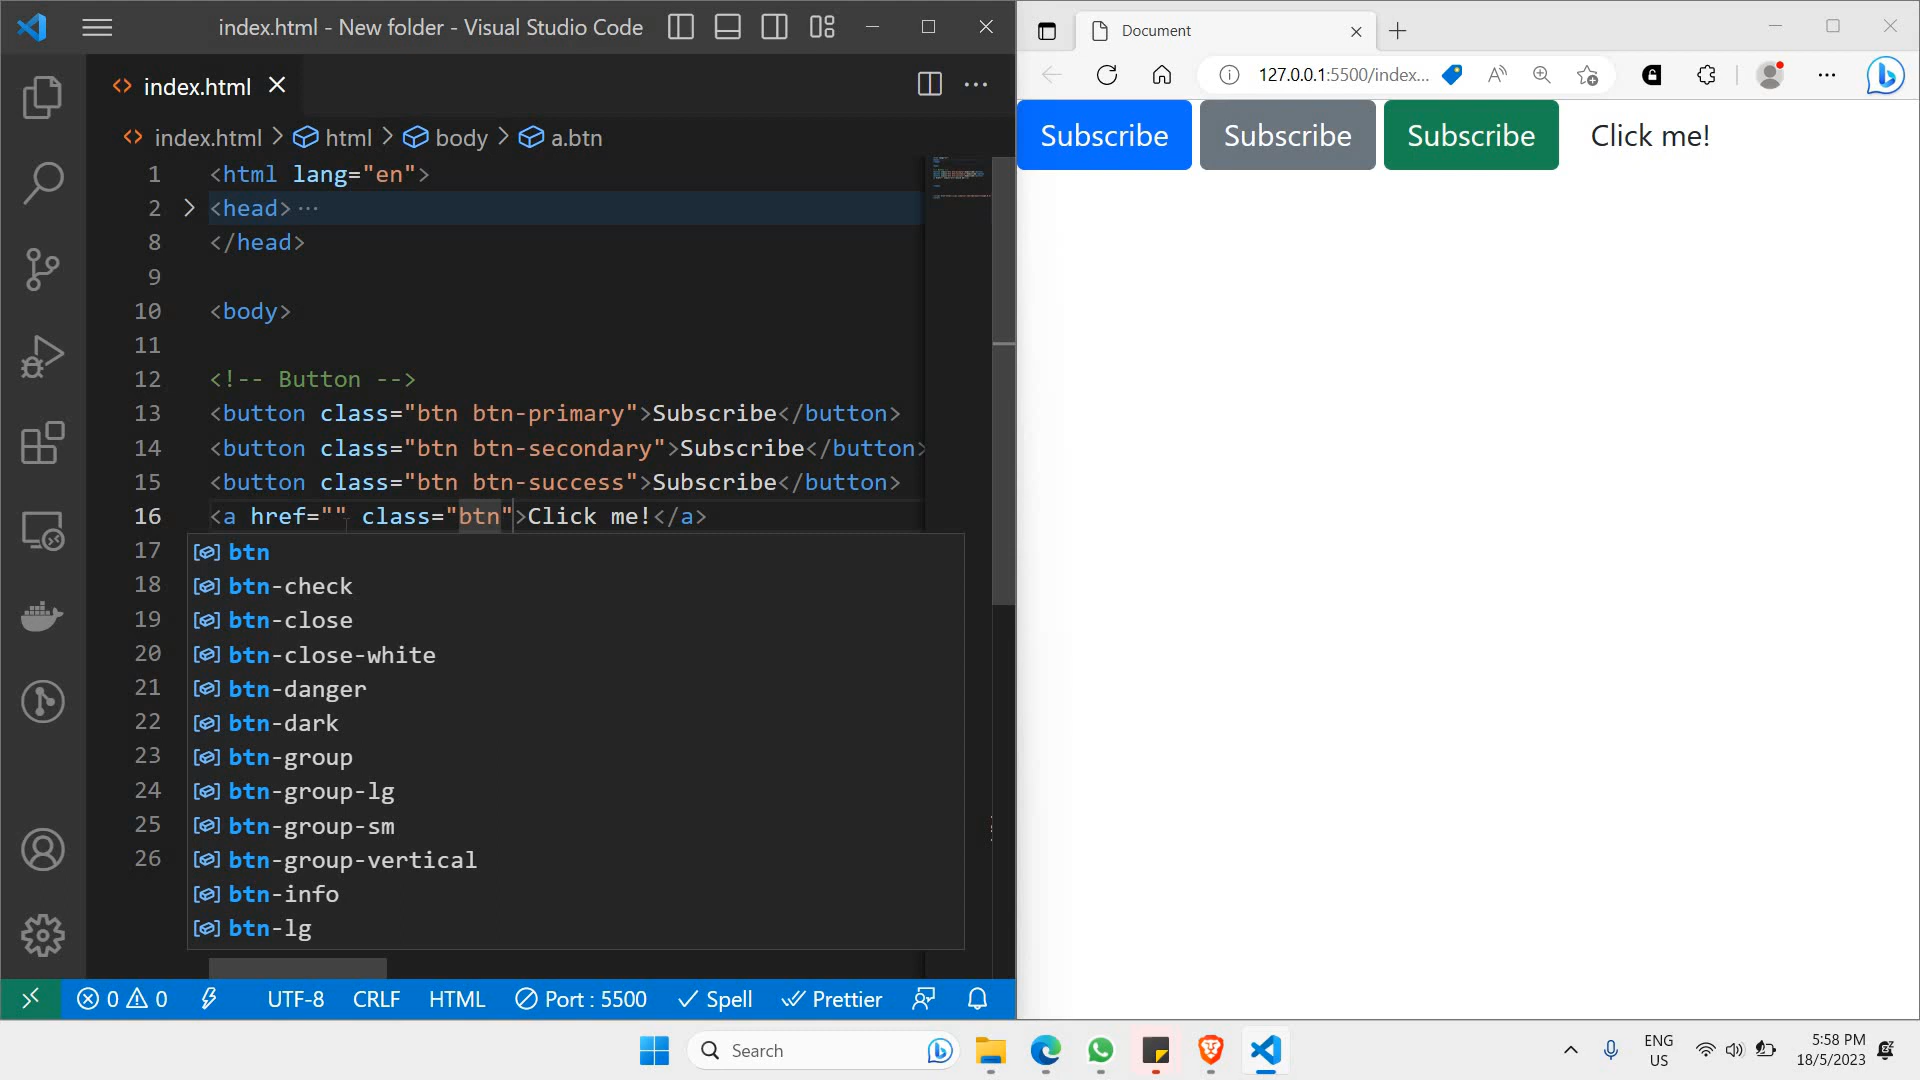 index.html - New folder - Visual Studio Code
index.html
index.html > html > body > a.btn
1 <html lang="en">
2 <head>⋯
8 </head>
9
10 <body>
11
12 <!-- Button -->
13 <button class="btn btn-primary">Subscribe</button>
14 <button class="btn btn-secondary">Subscribe</button>
15 <button class="btn btn-success">Subscribe</button>
16 <a href="" class="btn">Click me!</a>
17
18
19
20
21
22
23
24
25
26
btn
btn-check
btn-close
btn-close-white
btn-danger
btn-dark
btn-group
btn-group-lg
btn-group-sm
btn-group-vertical
btn-info
btn-lg
0 0 UTF-8 CRLF HTML Port : 5500 Spell Prettier
Document
127.0.0.1:5500/index...
Subscribe Subscribe Subscribe Click me!
Search
ENG
US
5:58 PM
18/5/2023